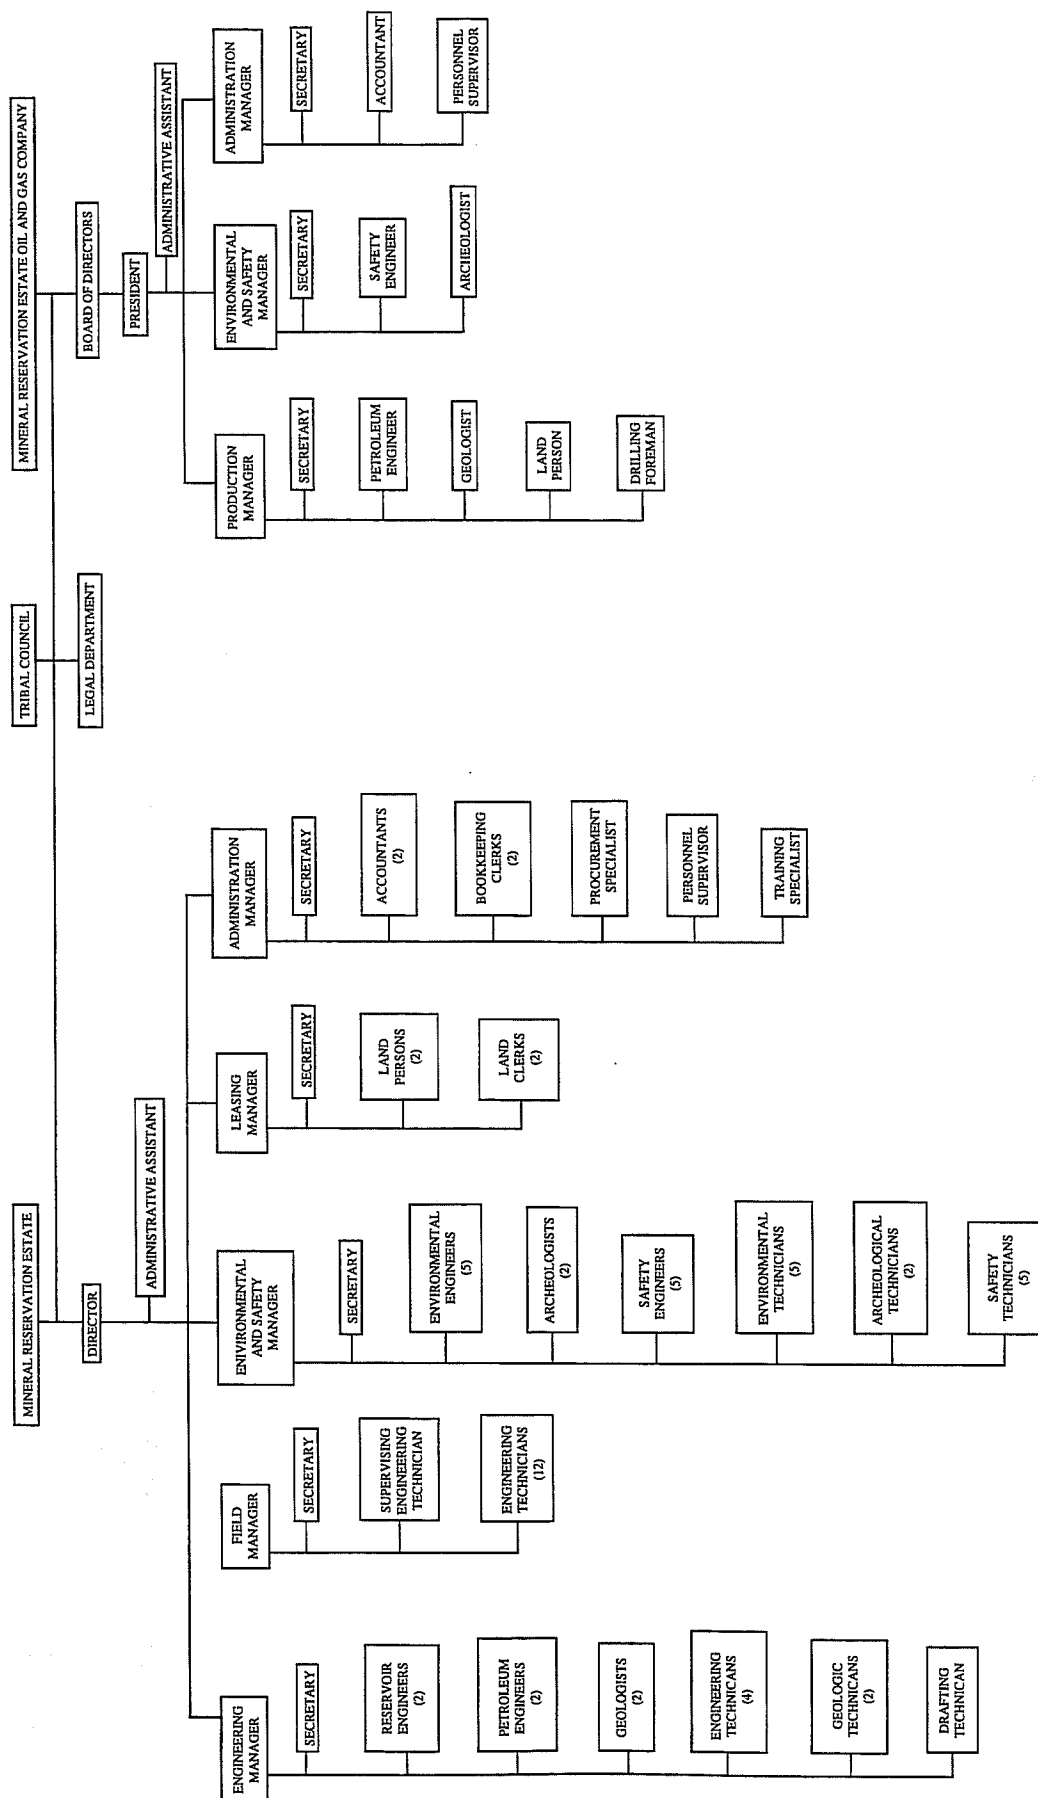 TRIBAL COUNCIL
MINERAL RESERVATION ESTATE
MINERAL RESERVATION ESTATE OIL AND GAS COMPANY
LEGAL DEPARTMENT
DIRECTOR
ADMINISTRATIVE ASSISTANT
ENGINEERING
MANAGER
SECRETARY
RESERVOIR
ENGINEERS
(2)
PETROLEUM
ENGINEERS
(2)
GEOLOGISTS
(2)
ENGINEERING
TECHNICANS
(4)
GEOLOGIC
TECHNICANS
(2)
DRAFTING
TECHNICAN
FIELD
MANAGER
SECRETARY
SUPERVISING
ENGINEERING
TECHNICIAN
ENGINEERING
TECHNICIANS
(12)
ENIVIRONMENTAL
AND SAFETY
MANAGER
SECRETARY
ENVIRONMENTAL
ENGINEERS
(5)
ARCHEOLOGISTS
(2)
SAFETY
ENGINEERS
(5)
ENVIRONMENTAL
TECHNICIANS
(5)
ARCHEOLOGICAL
TECHNICIANS
(2)
SAFETY
TECHNICIANS
(5)
LEASING
MANAGER
SECRETARY
LAND
PERSONS
(2)
LAND
CLERKS
(2)
ADMINISTRATION
MANAGER
SECRETARY
ACCOUNTANTS
(2)
BOOKKEEPING
CLERKS
(2)
PROCUREMENT
SPECIALIST
PERSONNEL
SUPERVISOR
TRAINING
SPECIALIST
BOARD OF DIRECTORS
PRESIDENT
ADMINISTRATIVE ASSISTANT
PRODUCTION
MANAGER
SECRETARY
PETROLEUM
ENGINEER
GEOLOGIST
LAND
PERSON
DRILLING
FOREMAN
ENVIRONMENTAL
AND SAFETY
MANAGER
SECRETARY
SAFETY
ENGINEER
ARCHEOLOGIST
ADMINISTRATION
MANAGER
SECRETARY
ACCOUNTANT
PERSONNEL
SUPERVISOR